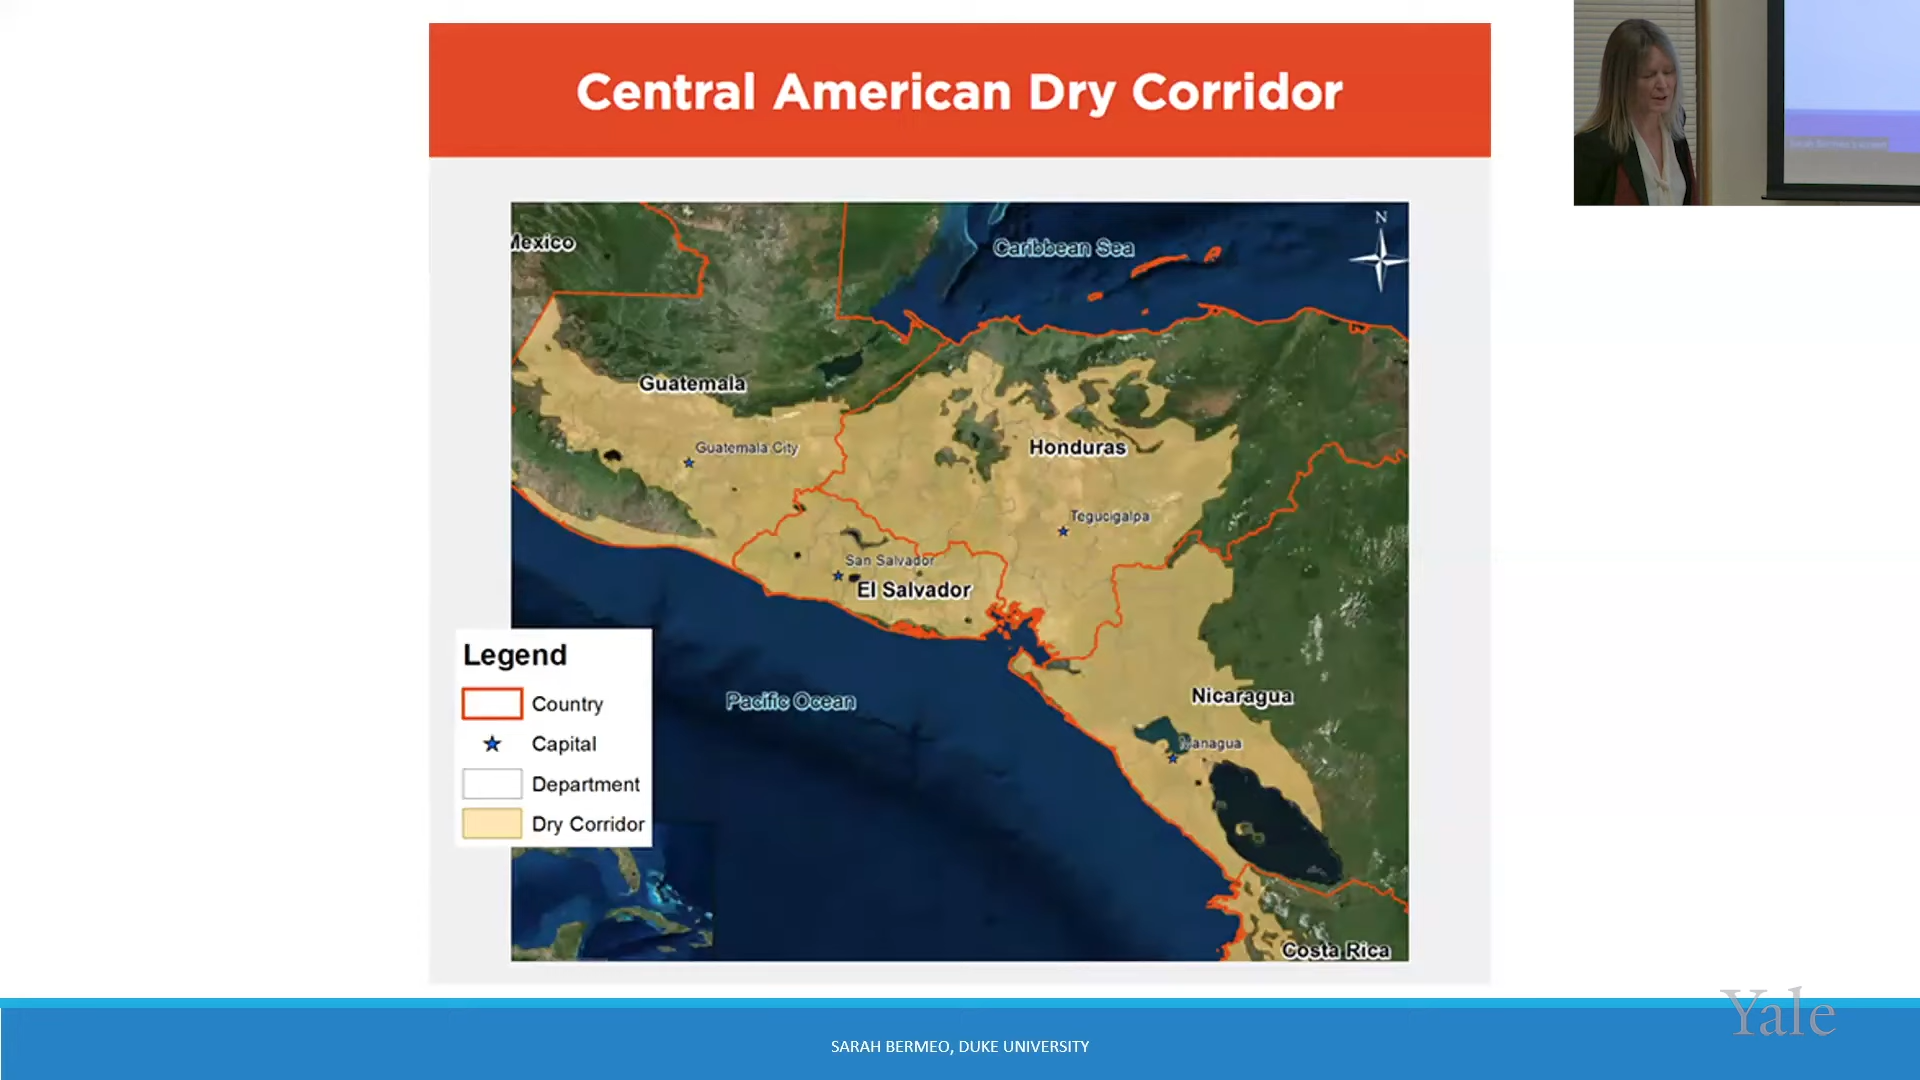 Central American Dry Corridor
N
Mexico
Caribbean Sea
Guatemala
Guatemala City
Honduras
Tegucigalpa
San Salvador
El Salvador
Legend
Country
Capital
Department
Dry Corridor
Pacific Ocean
Nicaragua
Managua
Costa Rica
Yale
SARAH BERMEO, DUKE UNIVERSITY